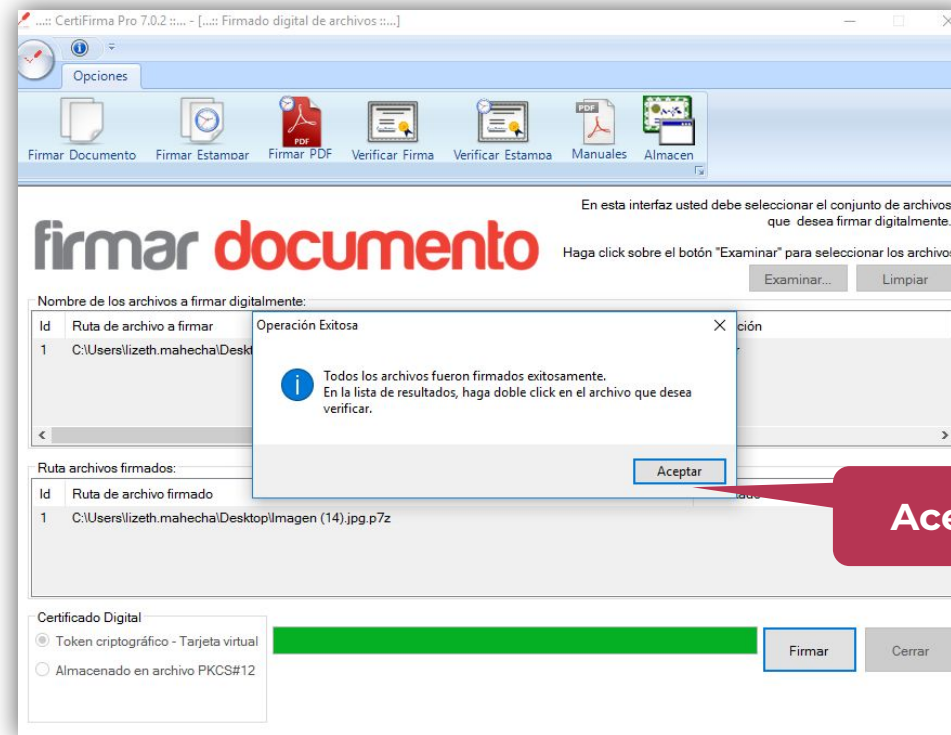 ...:: CertiFirma Pro 7.0.2 ::... - [...:: Firmado digital de archivos ::...]
Opciones
Firmar Documento Firmar Estampar Firmar PDF Verificar Firma Verificar Estampa Manuales Almacen
PDF
PDF
En esta interfaz usted debe seleccionar el conjunto de archivos
que desea firmar digitalmente.
firmar documento
Haga click sobre el botón "Examinar" para seleccionar los archivo
Examinar... Limpiar
Nombre de los archivos a firmar digitalmente:
Id Ruta de archivo a firmar ción
1 C:\Users\lizeth.mahecha\Deskt
Operación Exitosa
Todos los archivos fueron firmados exitosamente.
En la lista de resultados, haga doble click en el archivo que desea
verificar.
Aceptar
Ace
Ruta archivos firmados:
Id Ruta de archivo firmado
1 C:\Users\lizeth.mahecha\Desktop\Imagen (14).jpg.p7z
Certificado Digital
Token criptográfico - Tarjeta virtual
Almacenado en archivo PKCS#12
Firmar Cerrar